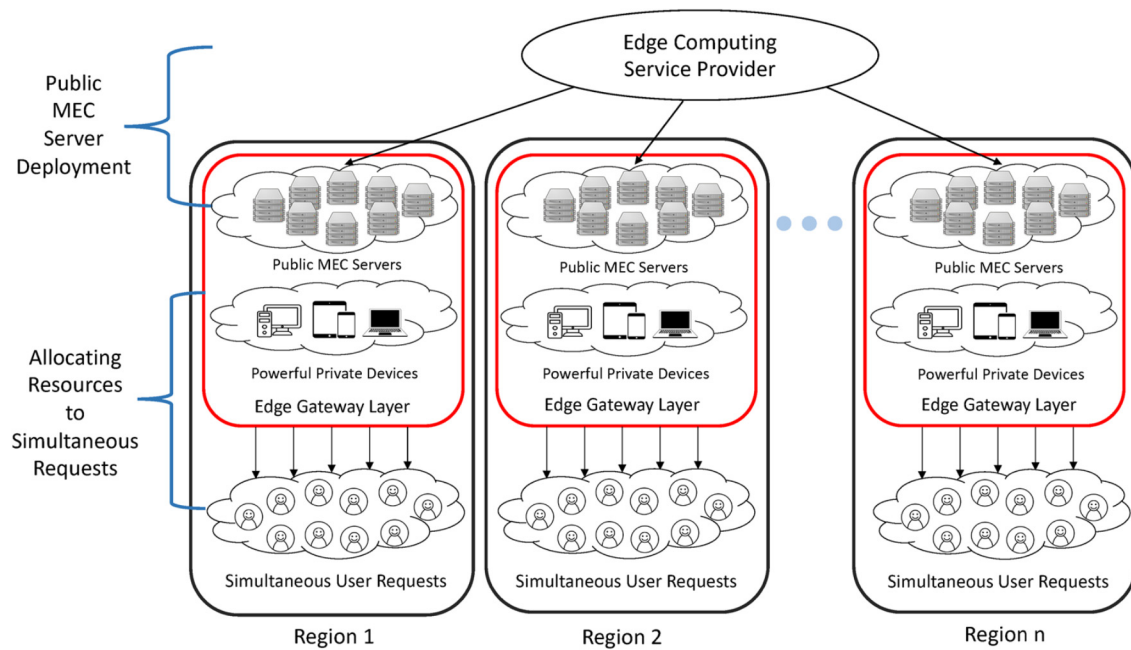 Edge Computing
Service Provider
Public
MEC
Server
Deployment
Allocating
Resources
to
Simultaneous
Requests
Public MEC Servers
Powerful Private Devices
Edge Gateway Layer
Simultaneous User Requests
Region 1
Public MEC Servers
Powerful Private Devices
Edge Gateway Layer
Simultaneous User Requests
Region 2
Public MEC Servers
Powerful Private Devices
Edge Gateway Layer
Simultaneous User Requests
Region n